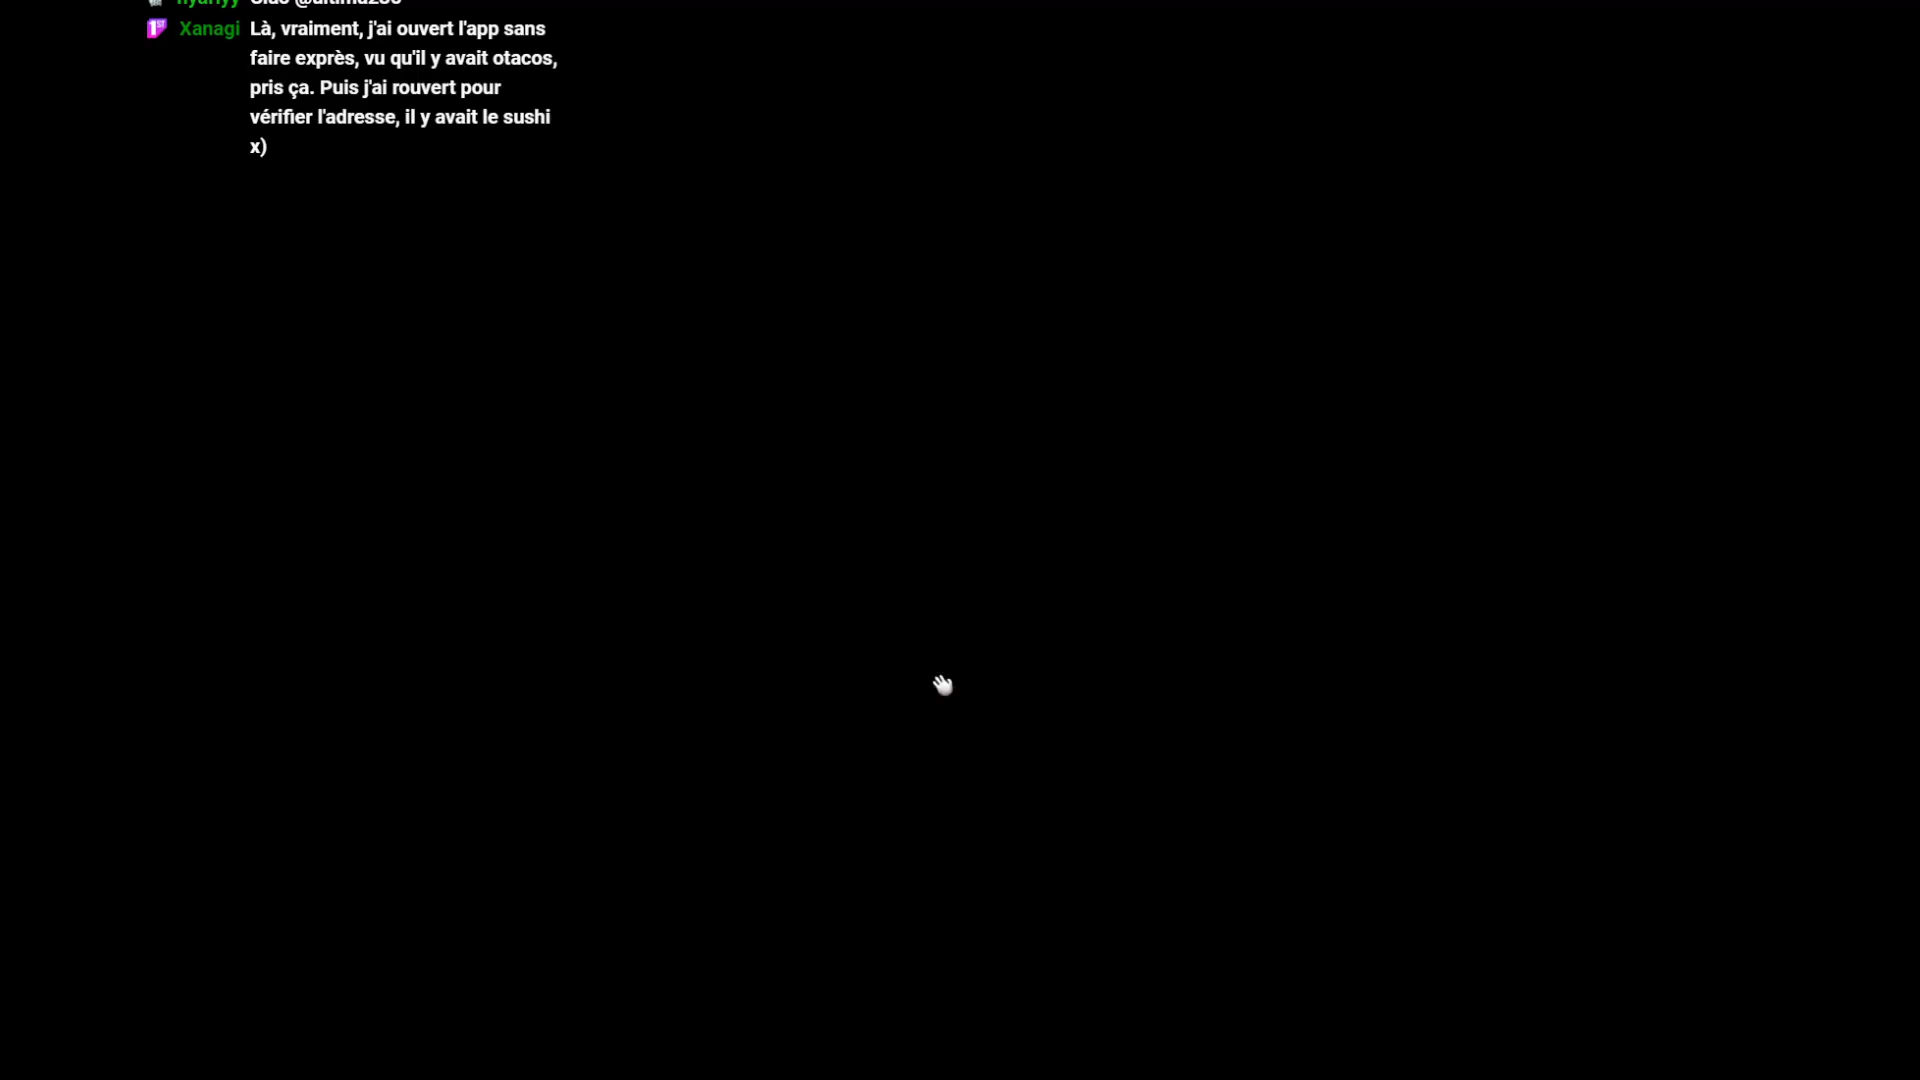 Xanagi Là, vraiment, j'ai ouvert l'app sans
faire exprès, vu qu'il y avait otacos,
pris ça. Puis j'ai rouvert pour
vérifier l'adresse, il y avait le sushi
x)